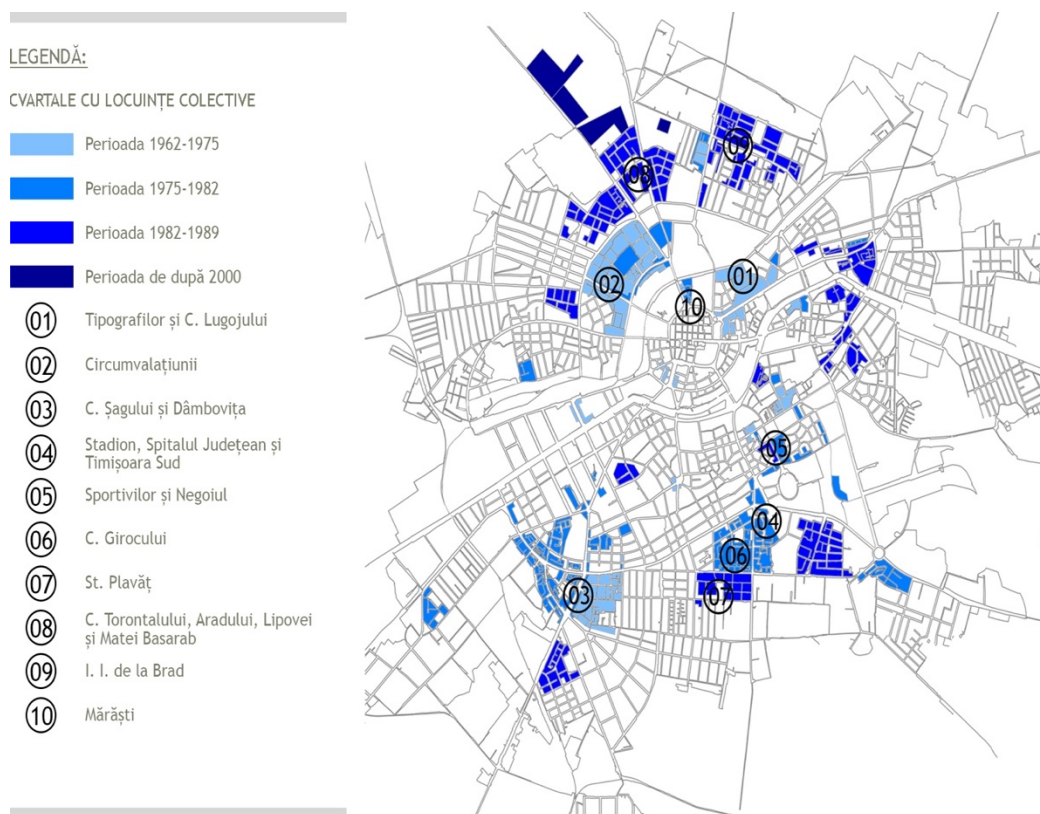 LEGENDĂ:
CVARTALE CU LOCUINȚE COLECTIVE
Perioada 1962-1975
Perioada 1975-1982
Perioada 1982-1989
Perioada de după 2000
01 Tipografilor și C. Lugojului
02 Circumvalațiunii
03 C. Șagului și Dâmbovița
04 Stadion, Spitalul Județean și
Timișoara Sud
05 Sportivilor și Negoiul
06 C. Girocului
07 St. Plavăț
08 C. Torontalului, Aradului, Lipovei
și Matei Basarab
09 I. I. de la Brad
10 Mărăști
09
08
01
02
10
05
04
06
03
07